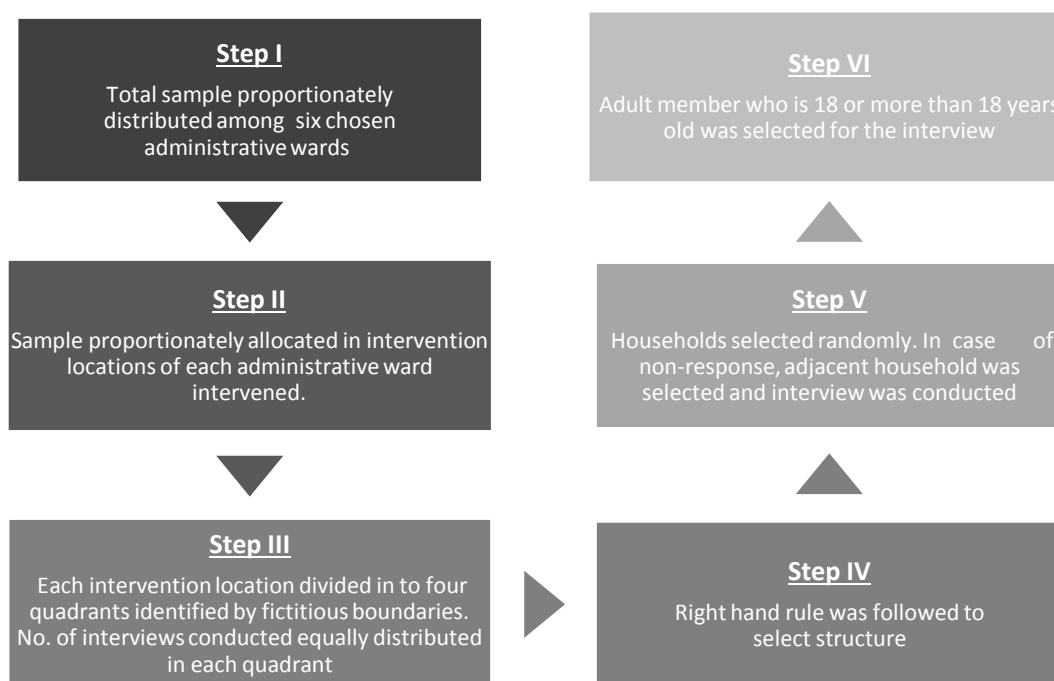 Step I
Total sample proportionately
distributed among six chosen
administrative wards
Step II
Sample proportionately allocated in intervention
locations of each administrative ward
intervened.
Step III
Each intervention location divided in to four
quadrants identified by fictitious boundaries.
No. of interviews conducted equally distributed
in each quadrant
Step IV
Right hand rule was followed to
select structure
Step V
Households selected randomly. In case of
non-response, adjacent household was
selected and interview was conducted
Step VI
Adult member who is 18 or more than 18 years
old was selected for the interview